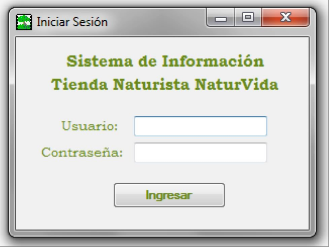 Iniciar Sesión
Sistema de Información
Tienda Naturista NaturVida
Usuario:
Contraseña:
Ingresar